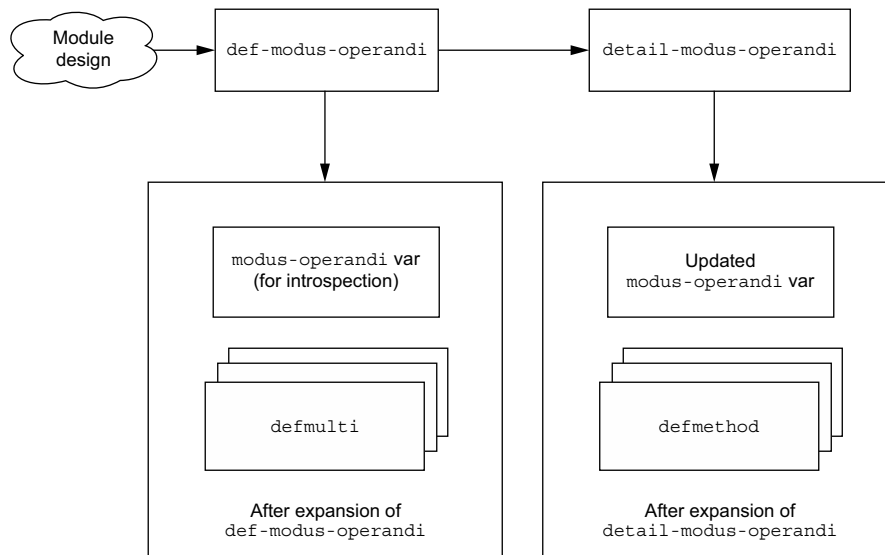 Module
design
def-modus-operandi
detail-modus-operandi
modus-operandi var
(for introspection)
Updated
modus-operandi var
defmulti
defmethod
After expansion of
def-modus-operandi
After expansion of
detail-modus-operandi